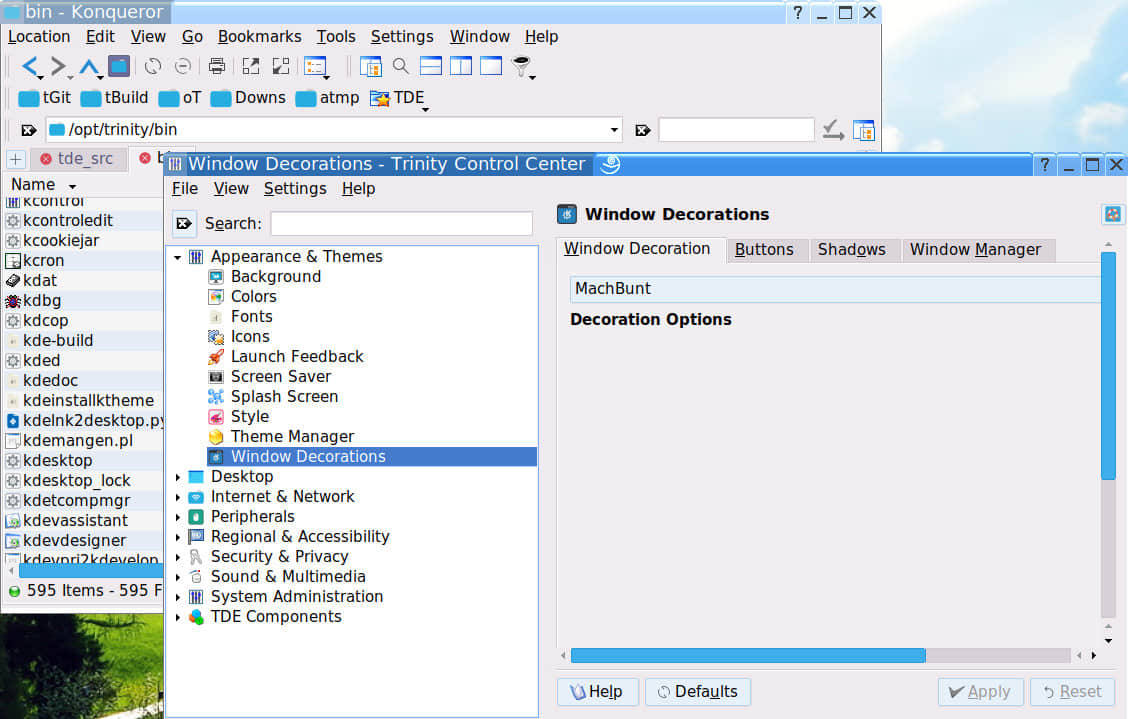 bin - Konqueror
Location Edit View Go Bookmarks Tools Settings Window Help
tGit tBuild oT Downs atmp TDE
/opt/trinity/bin
tde_src
Name
kcontrol
kcontroledit
kcookiejar
kcron
kdat
kdbg
kdcop
kde-build
kded
kdedoc
kdeinstallktheme
kdelnk2desktop.py
kdemangen.pl
kdesktop
kdesktop_lock
kdetcompmgr
kdevassistant
kdevdesigner
kdevprj2kdevelop
595 Items - 595 F
Window Decorations - Trinity Control Center
File View Settings Help
Search:
Appearance & Themes
Background
Colors
Fonts
Icons
Launch Feedback
Screen Saver
Splash Screen
Style
Theme Manager
Window Decorations
Desktop
Internet & Network
Peripherals
Regional & Accessibility
Security & Privacy
Sound & Multimedia
System Administration
TDE Components
Window Decorations
Window Decoration Buttons Shadows Window Manager
MachBunt
Decoration Options
Help Defaults Apply Reset